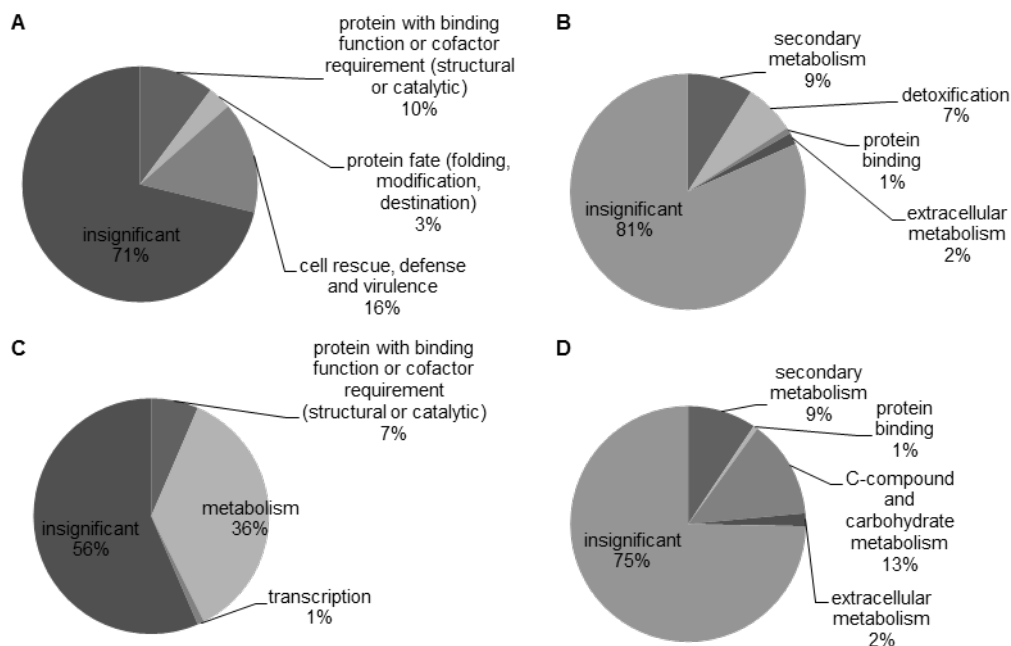 A
protein with binding
function or cofactor
requirement (structural
or catalytic)
10%
protein fate (folding,
modification,
destination)
3%
insignificant
71%
cell rescue, defense
and virulence
16%
B
secondary
metabolism
9%
detoxification
7%
protein
binding
1%
insignificant
81%
extracellular
metabolism
2%
C
protein with binding
function or cofactor
requirement
(structural or catalytic)
7%
metabolism
36%
insignificant
56%
transcription
1%
D
secondary
metabolism
9%
protein
binding
1%
C-compound
and
carbohydrate
metabolism
13%
insignificant
75%
extracellular
metabolism
2%